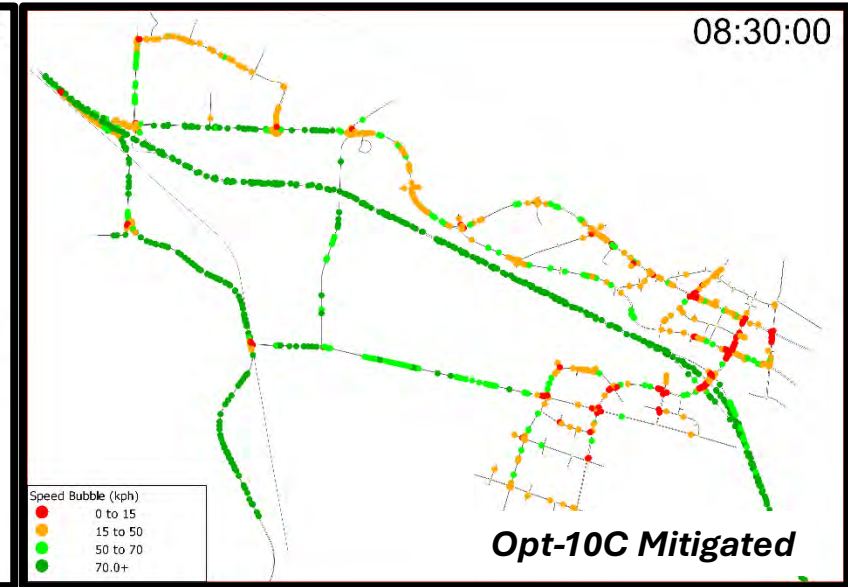 08:30:00
Speed Bubble (kph)
0 to 15
15 to 50
50 to 70
70.0+
Opt-10C Mitigated